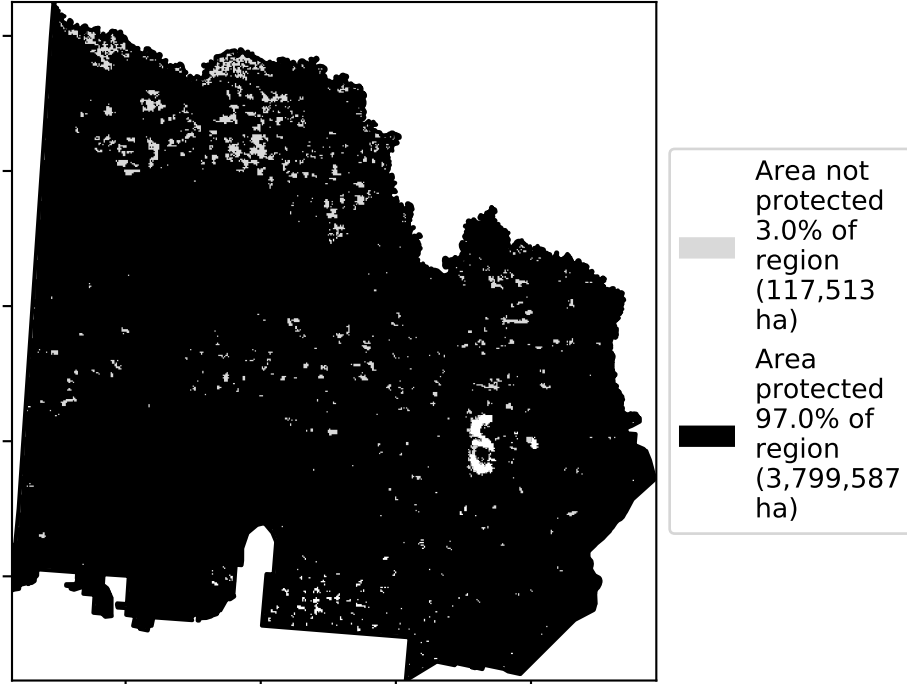 Area not
protected
3.0% of
region
(117,513
ha)
Area
protected
97.0% of
region
(3,799,587
ha)
6